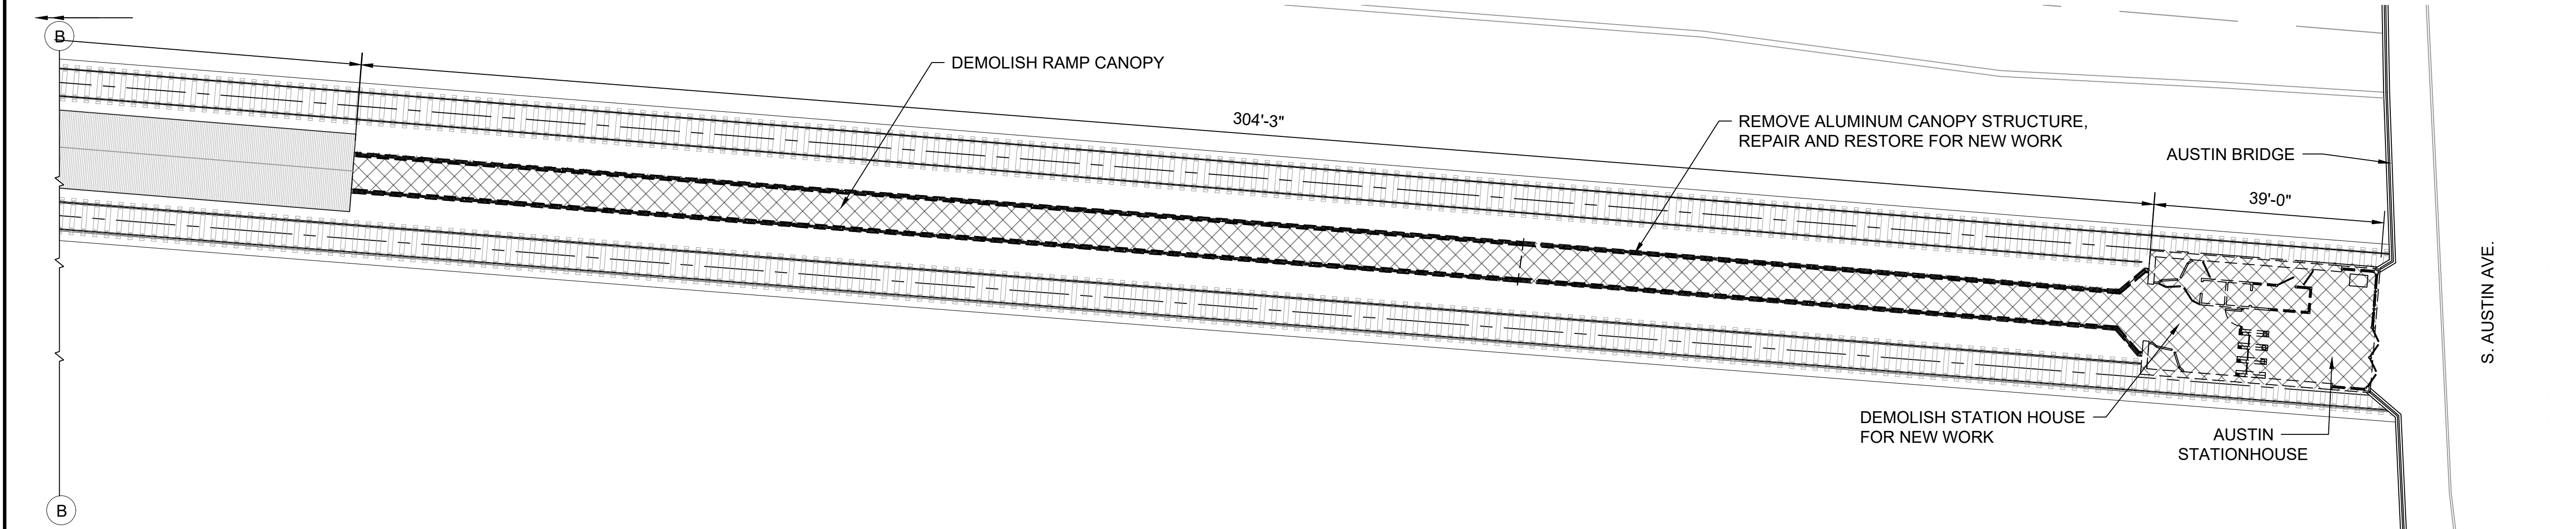 B
DEMOLISH RAMP CANOPY
304'-3"
REMOVE ALUMINUM CANOPY STRUCTURE,
REPAIR AND RESTORE FOR NEW WORK
AUSTIN BRIDGE
39'-0"
S. AUSTIN AVE.
DEMOLISH STATION HOUSE
FOR NEW WORK
AUSTIN
STATIONHOUSE
B